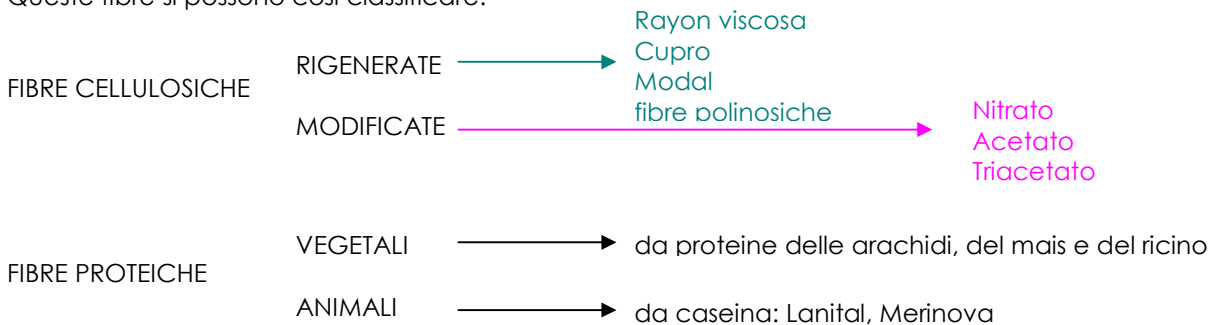 Queste fibre si possono così classificare:
Rayon viscosa
RIGENERATE
Cupro
FIBRE CELLULOSICHE
Modal
fibre polinosiche
MODIFICATE
Nitrato
Acetato
Triacetato
VEGETALI
da proteine delle arachidi, del mais e del ricino
FIBRE PROTEICHE
ANIMALI
da caseina: Lanital, Merinova